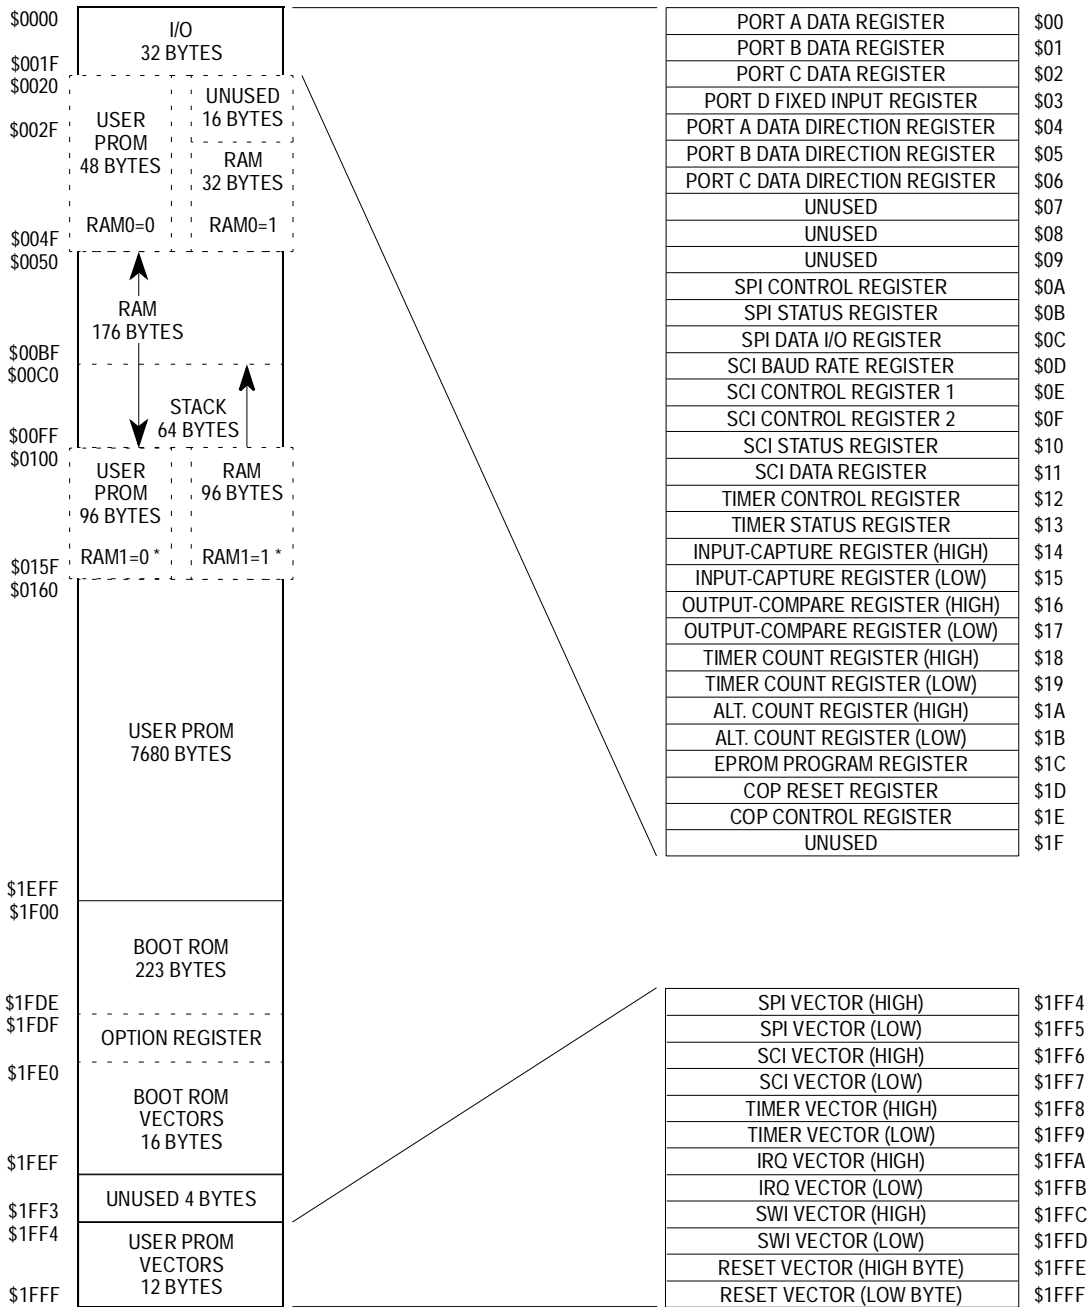 $0000
I/O
32 BYTES
$001F
$0020
USER
PROM
48 BYTES
RAM0=0
UNUSED
16 BYTES
$002F
RAM
32 BYTES
RAM0=1
$004F
$0050
RAM
176 BYTES
$00BF
$00C0
STACK
64 BYTES
$00FF
$0100
USER
PROM
96 BYTES
RAM1=0 *
RAM
96 BYTES
RAM1=1 *
$015F
$0160
USER PROM
7680 BYTES
$1EFF
$1F00
BOOT ROM
223 BYTES
$1FDE
$1FDF
OPTION REGISTER
$1FE0
BOOT ROM
VECTORS
16 BYTES
$1FEF
UNUSED 4 BYTES
$1FF3
$1FF4
USER PROM
VECTORS
12 BYTES
$1FFF
PORT A DATA REGISTER $00
PORT B DATA REGISTER $01
PORT C DATA REGISTER $02
PORT D FIXED INPUT REGISTER $03
PORT A DATA DIRECTION REGISTER $04
PORT B DATA DIRECTION REGISTER $05
PORT C DATA DIRECTION REGISTER $06
UNUSED $07
UNUSED $08
UNUSED $09
SPI CONTROL REGISTER $0A
SPI STATUS REGISTER $0B
SPI DATA I/O REGISTER $0C
SCI BAUD RATE REGISTER $0D
SCI CONTROL REGISTER 1 $0E
SCI CONTROL REGISTER 2 $0F
SCI STATUS REGISTER $10
SCI DATA REGISTER $11
TIMER CONTROL REGISTER $12
TIMER STATUS REGISTER $13
INPUT-CAPTURE REGISTER (HIGH) $14
INPUT-CAPTURE REGISTER (LOW) $15
OUTPUT-COMPARE REGISTER (HIGH) $16
OUTPUT-COMPARE REGISTER (LOW) $17
TIMER COUNT REGISTER (HIGH) $18
TIMER COUNT REGISTER (LOW) $19
ALT. COUNT REGISTER (HIGH) $1A
ALT. COUNT REGISTER (LOW) $1B
EPROM PROGRAM REGISTER $1C
COP RESET REGISTER $1D
COP CONTROL REGISTER $1E
UNUSED $1F
SPI VECTOR (HIGH) $1FF4
SPI VECTOR (LOW) $1FF5
SCI VECTOR (HIGH) $1FF6
SCI VECTOR (LOW) $1FF7
TIMER VECTOR (HIGH) $1FF8
TIMER VECTOR (LOW) $1FF9
IRQ VECTOR (HIGH) $1FFA
IRQ VECTOR (LOW) $1FFB
SWI VECTOR (HIGH) $1FFC
SWI VECTOR (LOW) $1FFD
RESET VECTOR (HIGH BYTE) $1FFE
RESET VECTOR (LOW BYTE) $1FFF